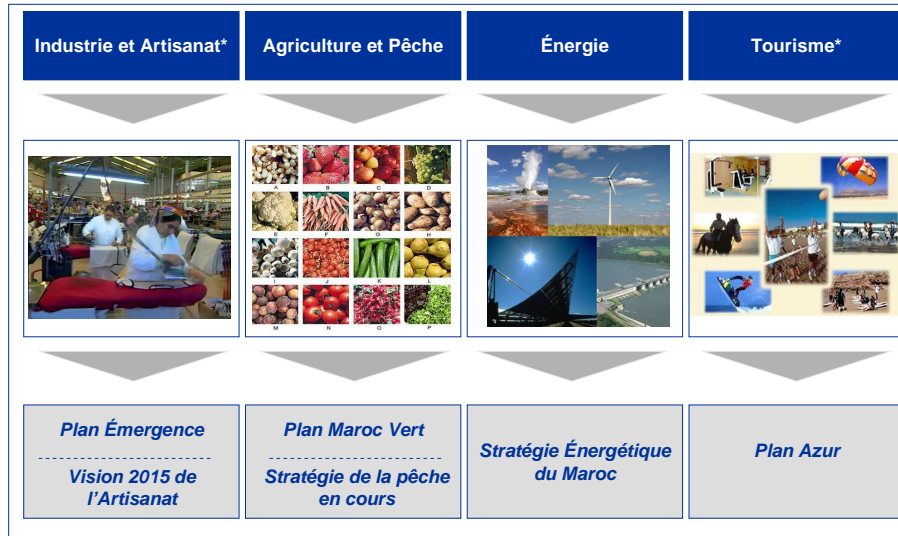 Industrie et Artisanat*
Agriculture et Pêche
Énergie
Tourisme*
A B C D
E F G H
I J K L
M N O P
Plan Émergence
Vision 2015 de
l’Artisanat
Plan Maroc Vert
Stratégie de la pêche
en cours
Stratégie Énergétique
du Maroc
Plan Azur